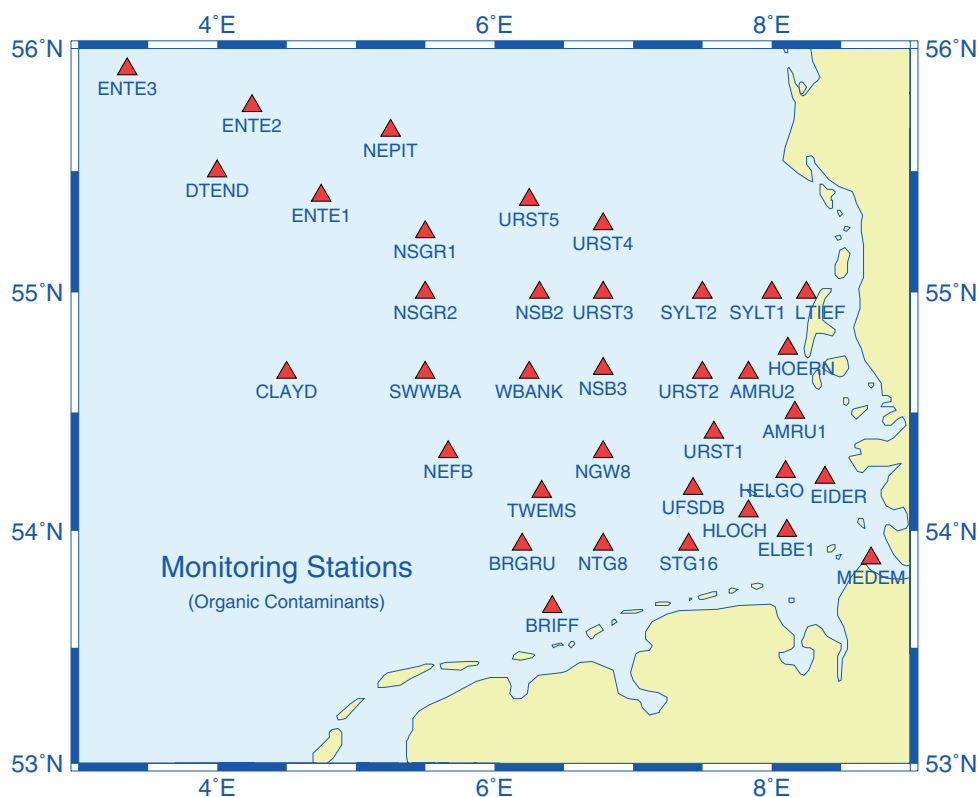 4°E 6°E 8°E
56°N 56°N
ENTE3
ENTE2
NEPIT
DTEND
ENTE1
URST5
URST4
NSGR1
55°N 55°N
NSGR2 NSB2 URST3 SYLT2 SYLT1 LTIEF
HOERN
CLAYD SWWBA WBANK NSB3 URST2 AMRU2
AMRU1
URST1
NEFB NGW8
HELGO EIDER
TWEMS UFSDB
HLOCH
54°N 54°N
ELBE1
BRGRU NTG8 STG16
MEDEM
Monitoring Stations
(Organic Contaminants)
BRIFF
53°N 53°N
4°E 6°E 8°E